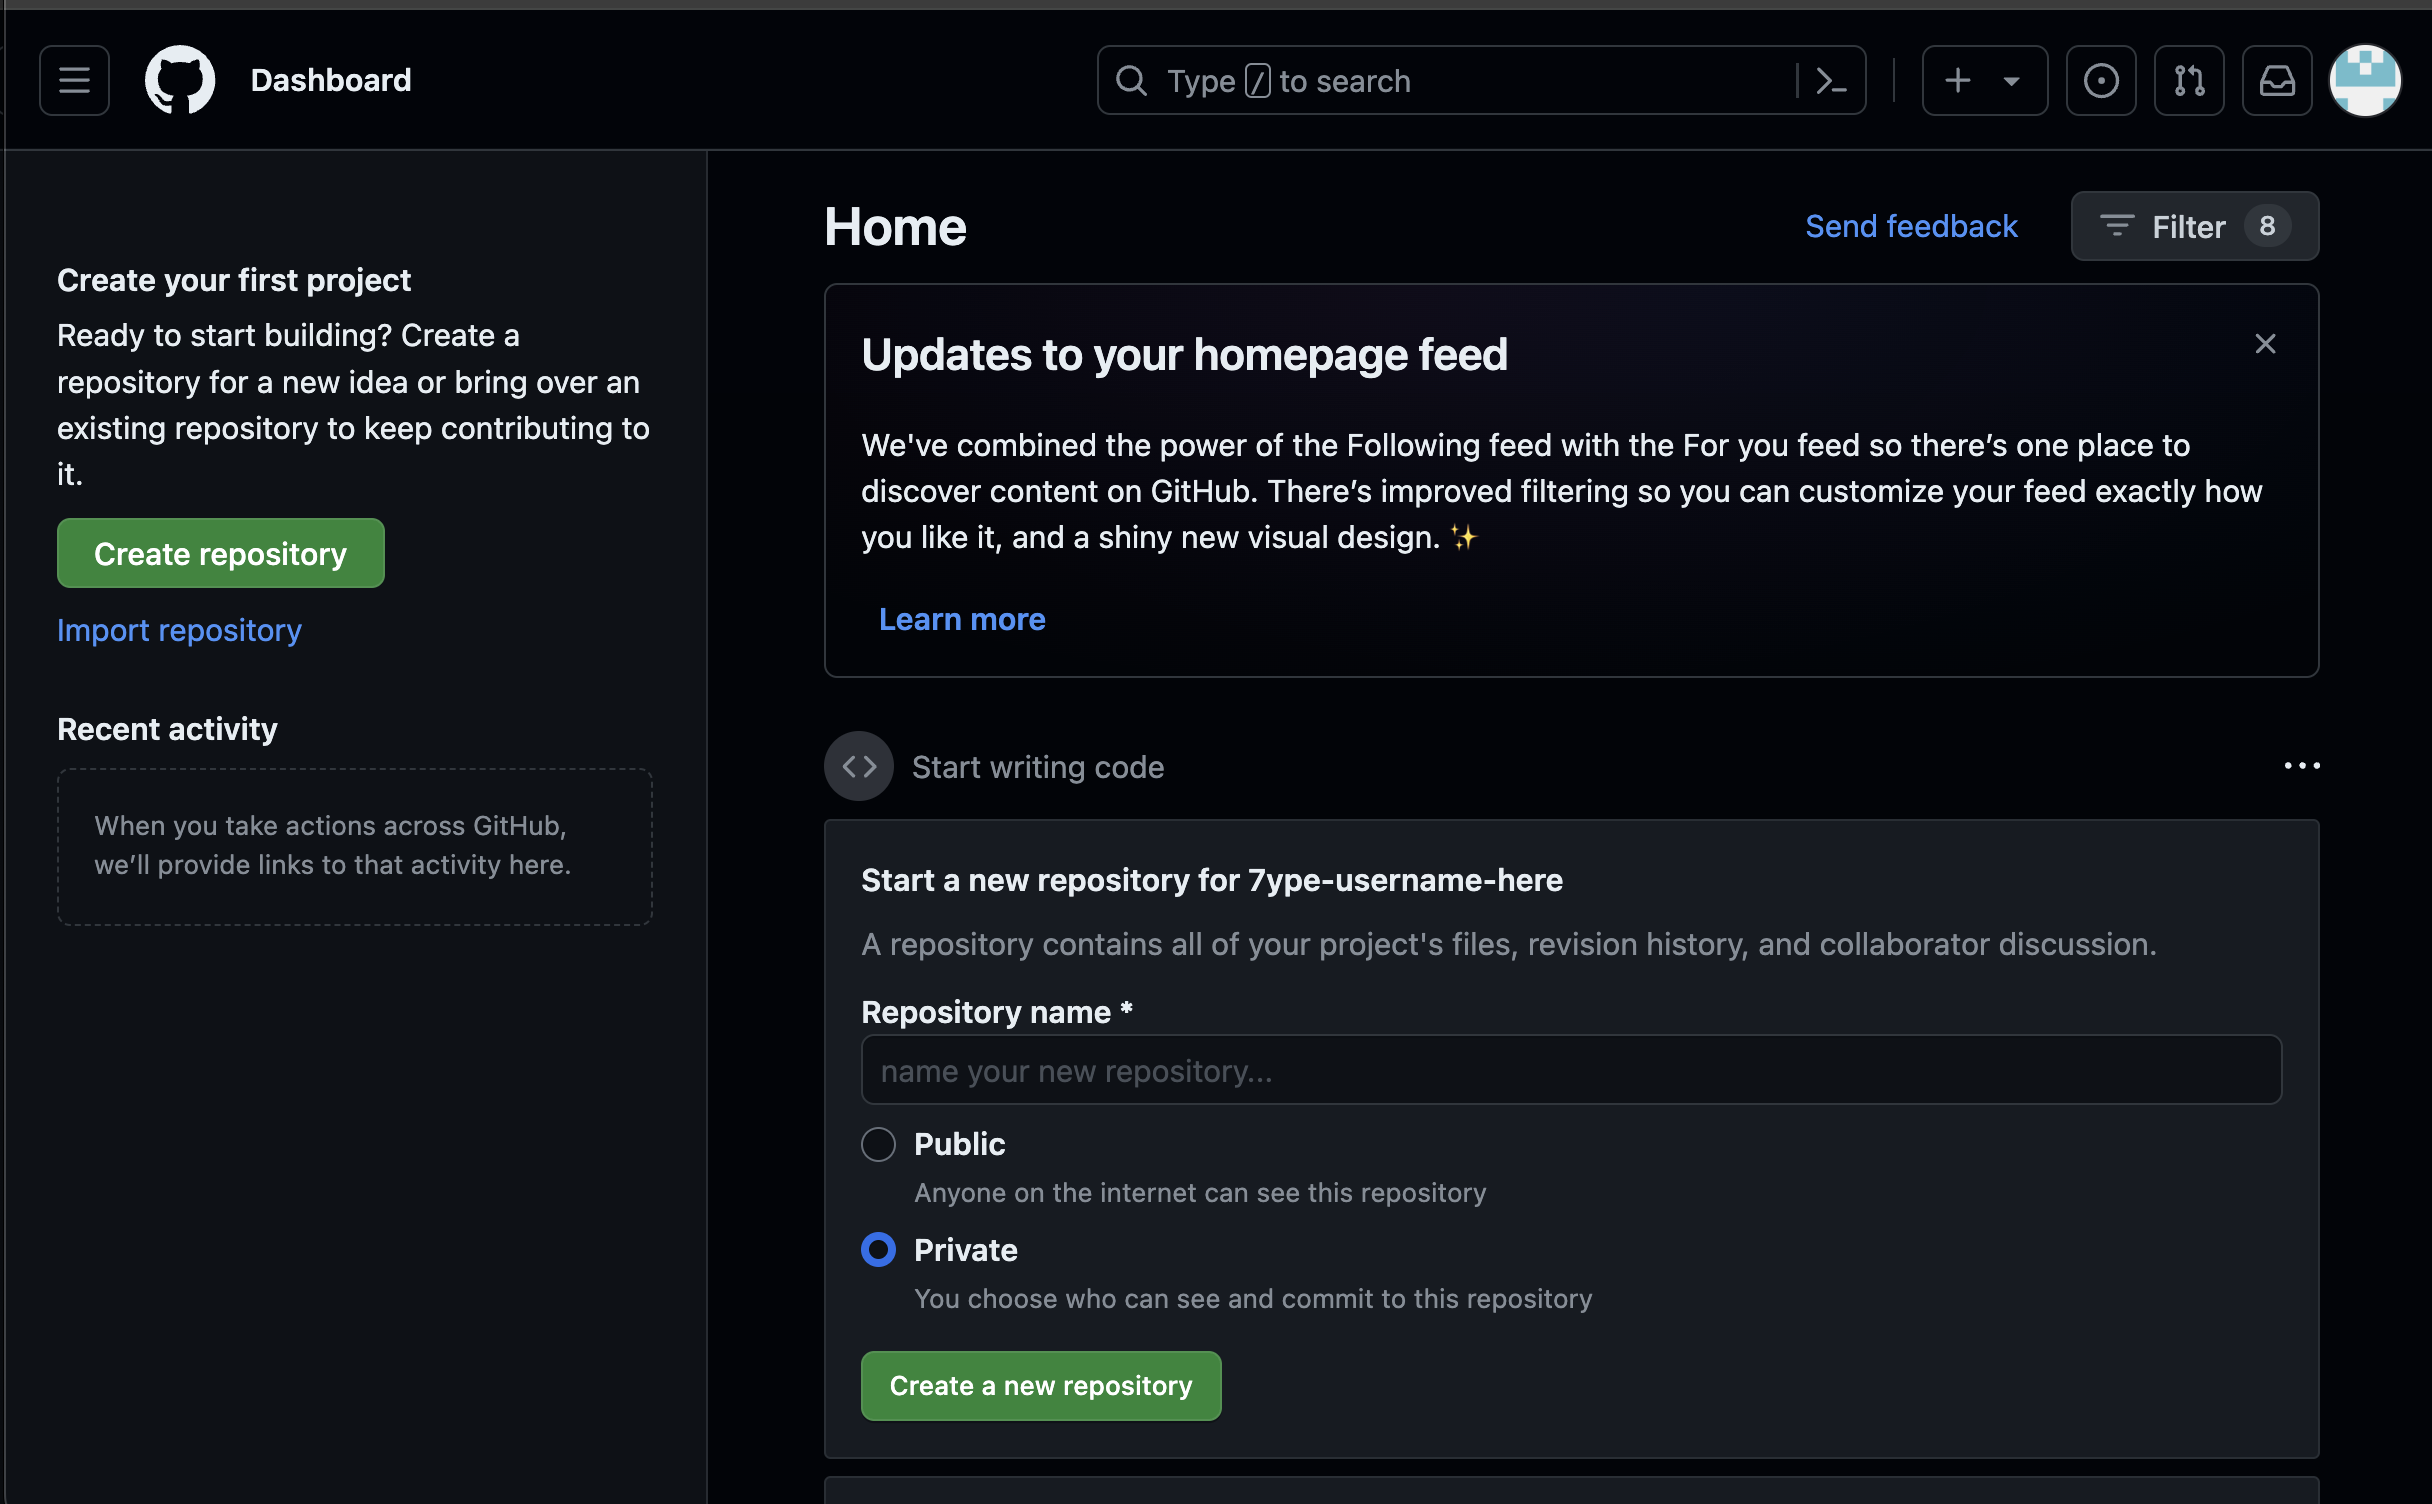 Dashboard
Type / to search
Create your first project
Ready to start building? Create a
repository for a new idea or bring over an
existing repository to keep contributing to
it.
Create repository
Import repository
Recent activity
When you take actions across GitHub,
we’ll provide links to that activity here.
Home
Send feedback
Filter 8
Updates to your homepage feed
We've combined the power of the Following feed with the For you feed so there’s one place to
discover content on GitHub. There’s improved filtering so you can customize your feed exactly how
you like it, and a shiny new visual design. ✨
Learn more
Start writing code
Start a new repository for 7ype-username-here
A repository contains all of your project's files, revision history, and collaborator discussion.
Repository name *
name your new repository...
Public
Anyone on the internet can see this repository
Private
You choose who can see and commit to this repository
Create a new repository